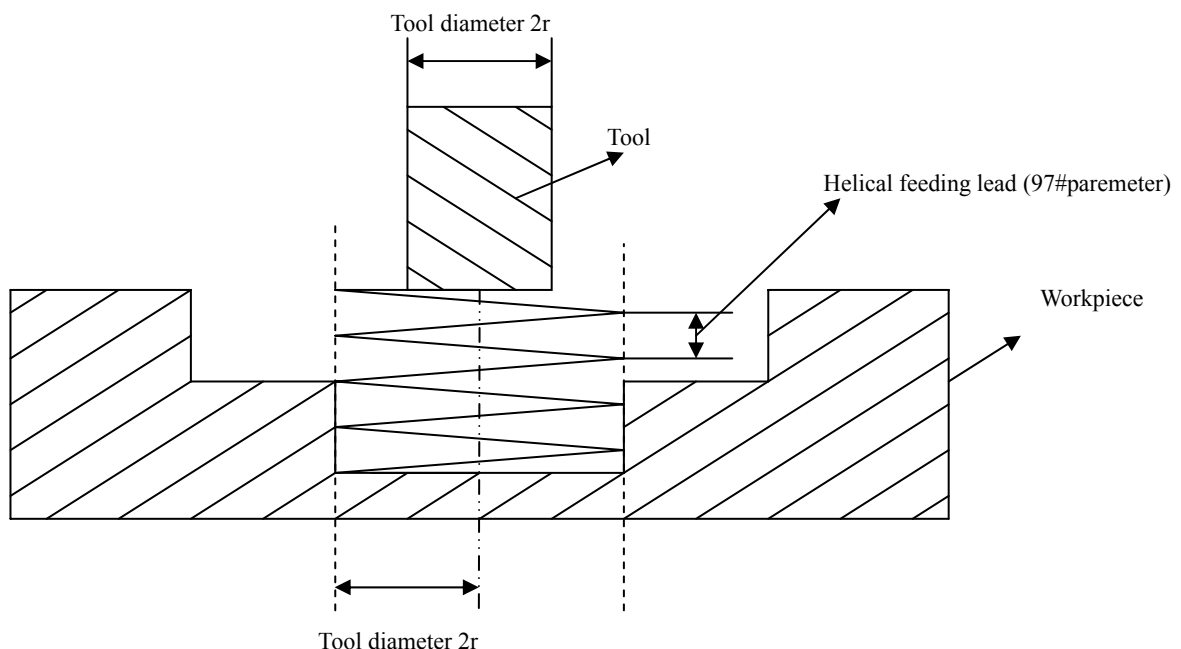 Tool diameter 2r
Tool
Helical feeding lead (97#paremeter)
Workpiece
Tool diameter 2r